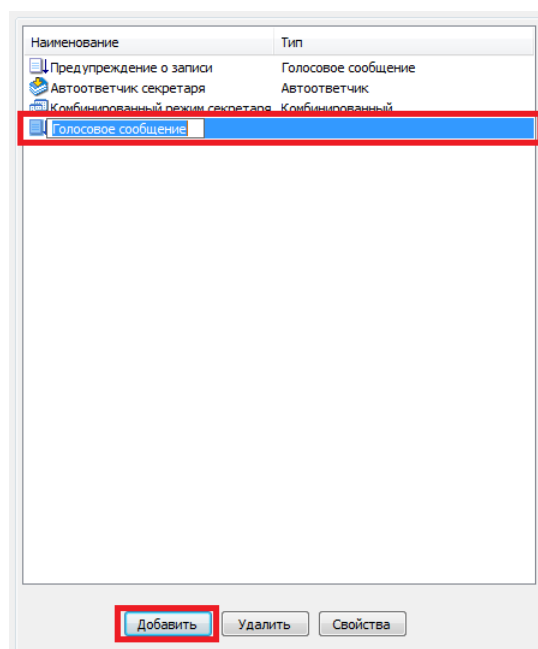 Наименование Тип
Предупреждение о записи Голосовое сообщение
Автоответчик секретаря Автоответчик
Комбинированный режим секретаря Комбинированный
Голосовое сообщение
Добавить Удалить Свойства